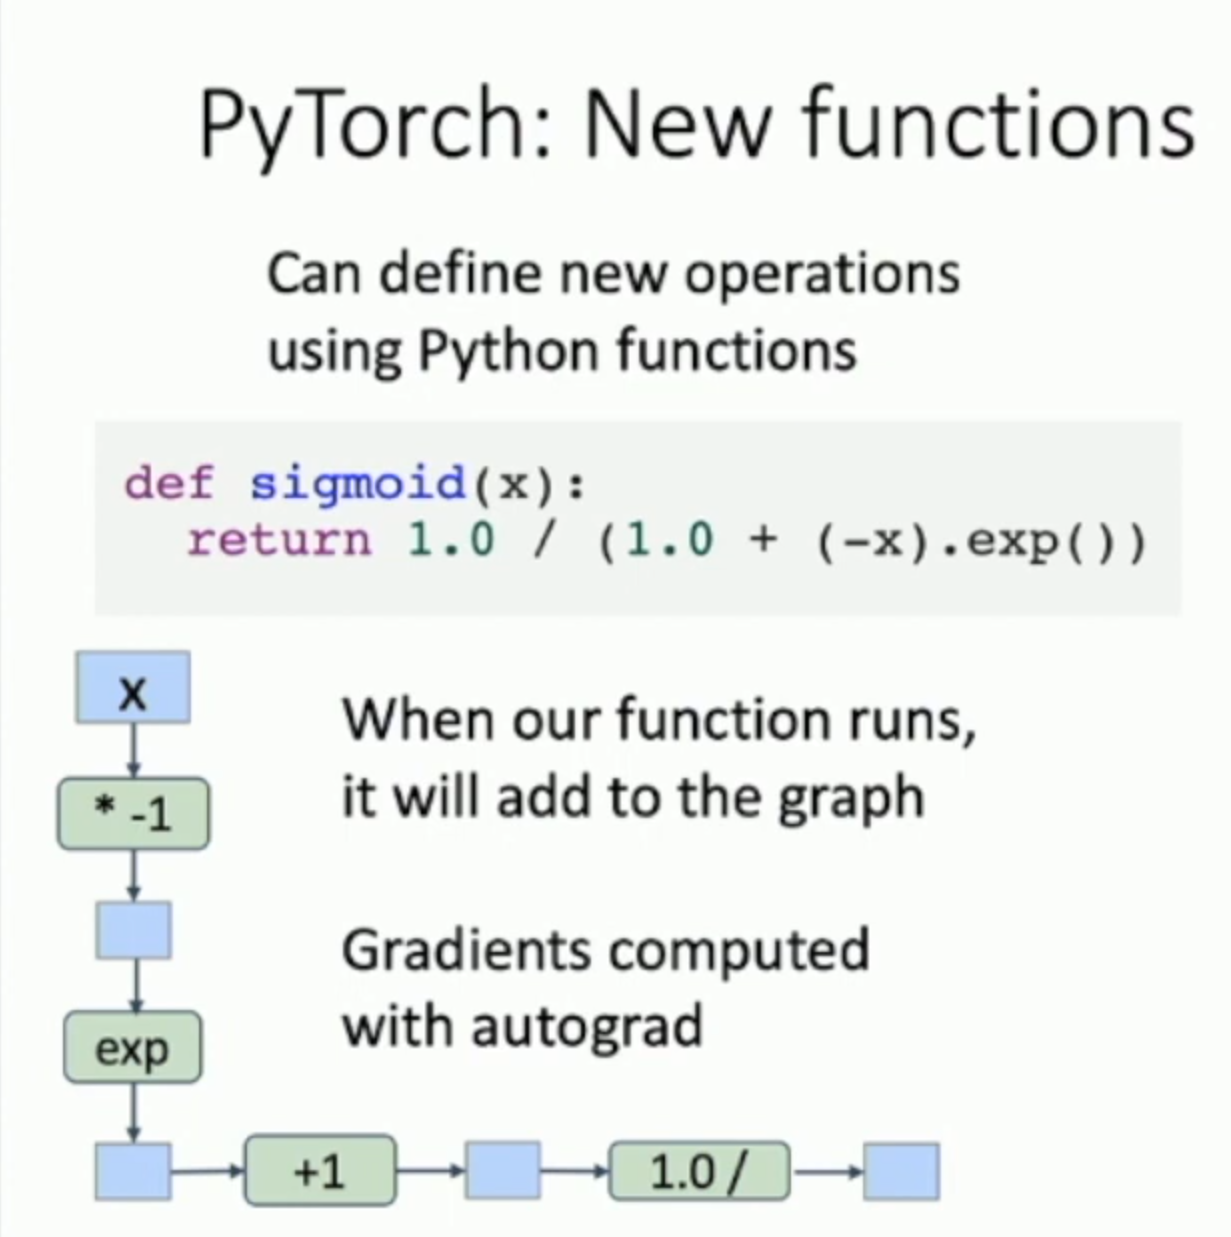 PyTorch: New functions
Can define new operations
using Python functions
def sigmoid(x):
  return 1.0 / (1.0 + (-x).exp())
x
When our function runs,
it will add to the graph
* -1
Gradients computed
with autograd
exp
+1
1.0 /